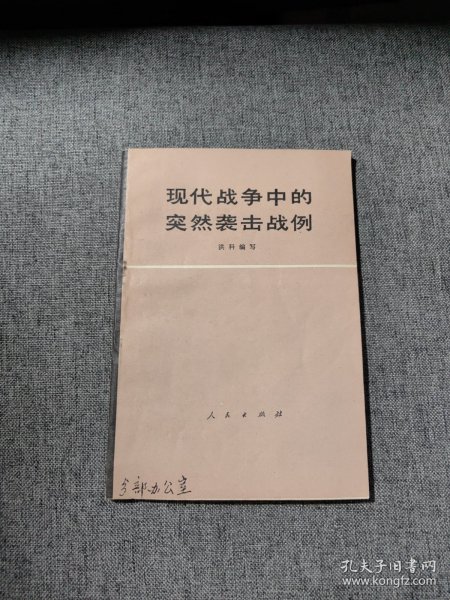 现代战争中的
突然袭击战例
洪科编写
人民出版社
部办公室
孔夫子旧书网
www.kongfz.com